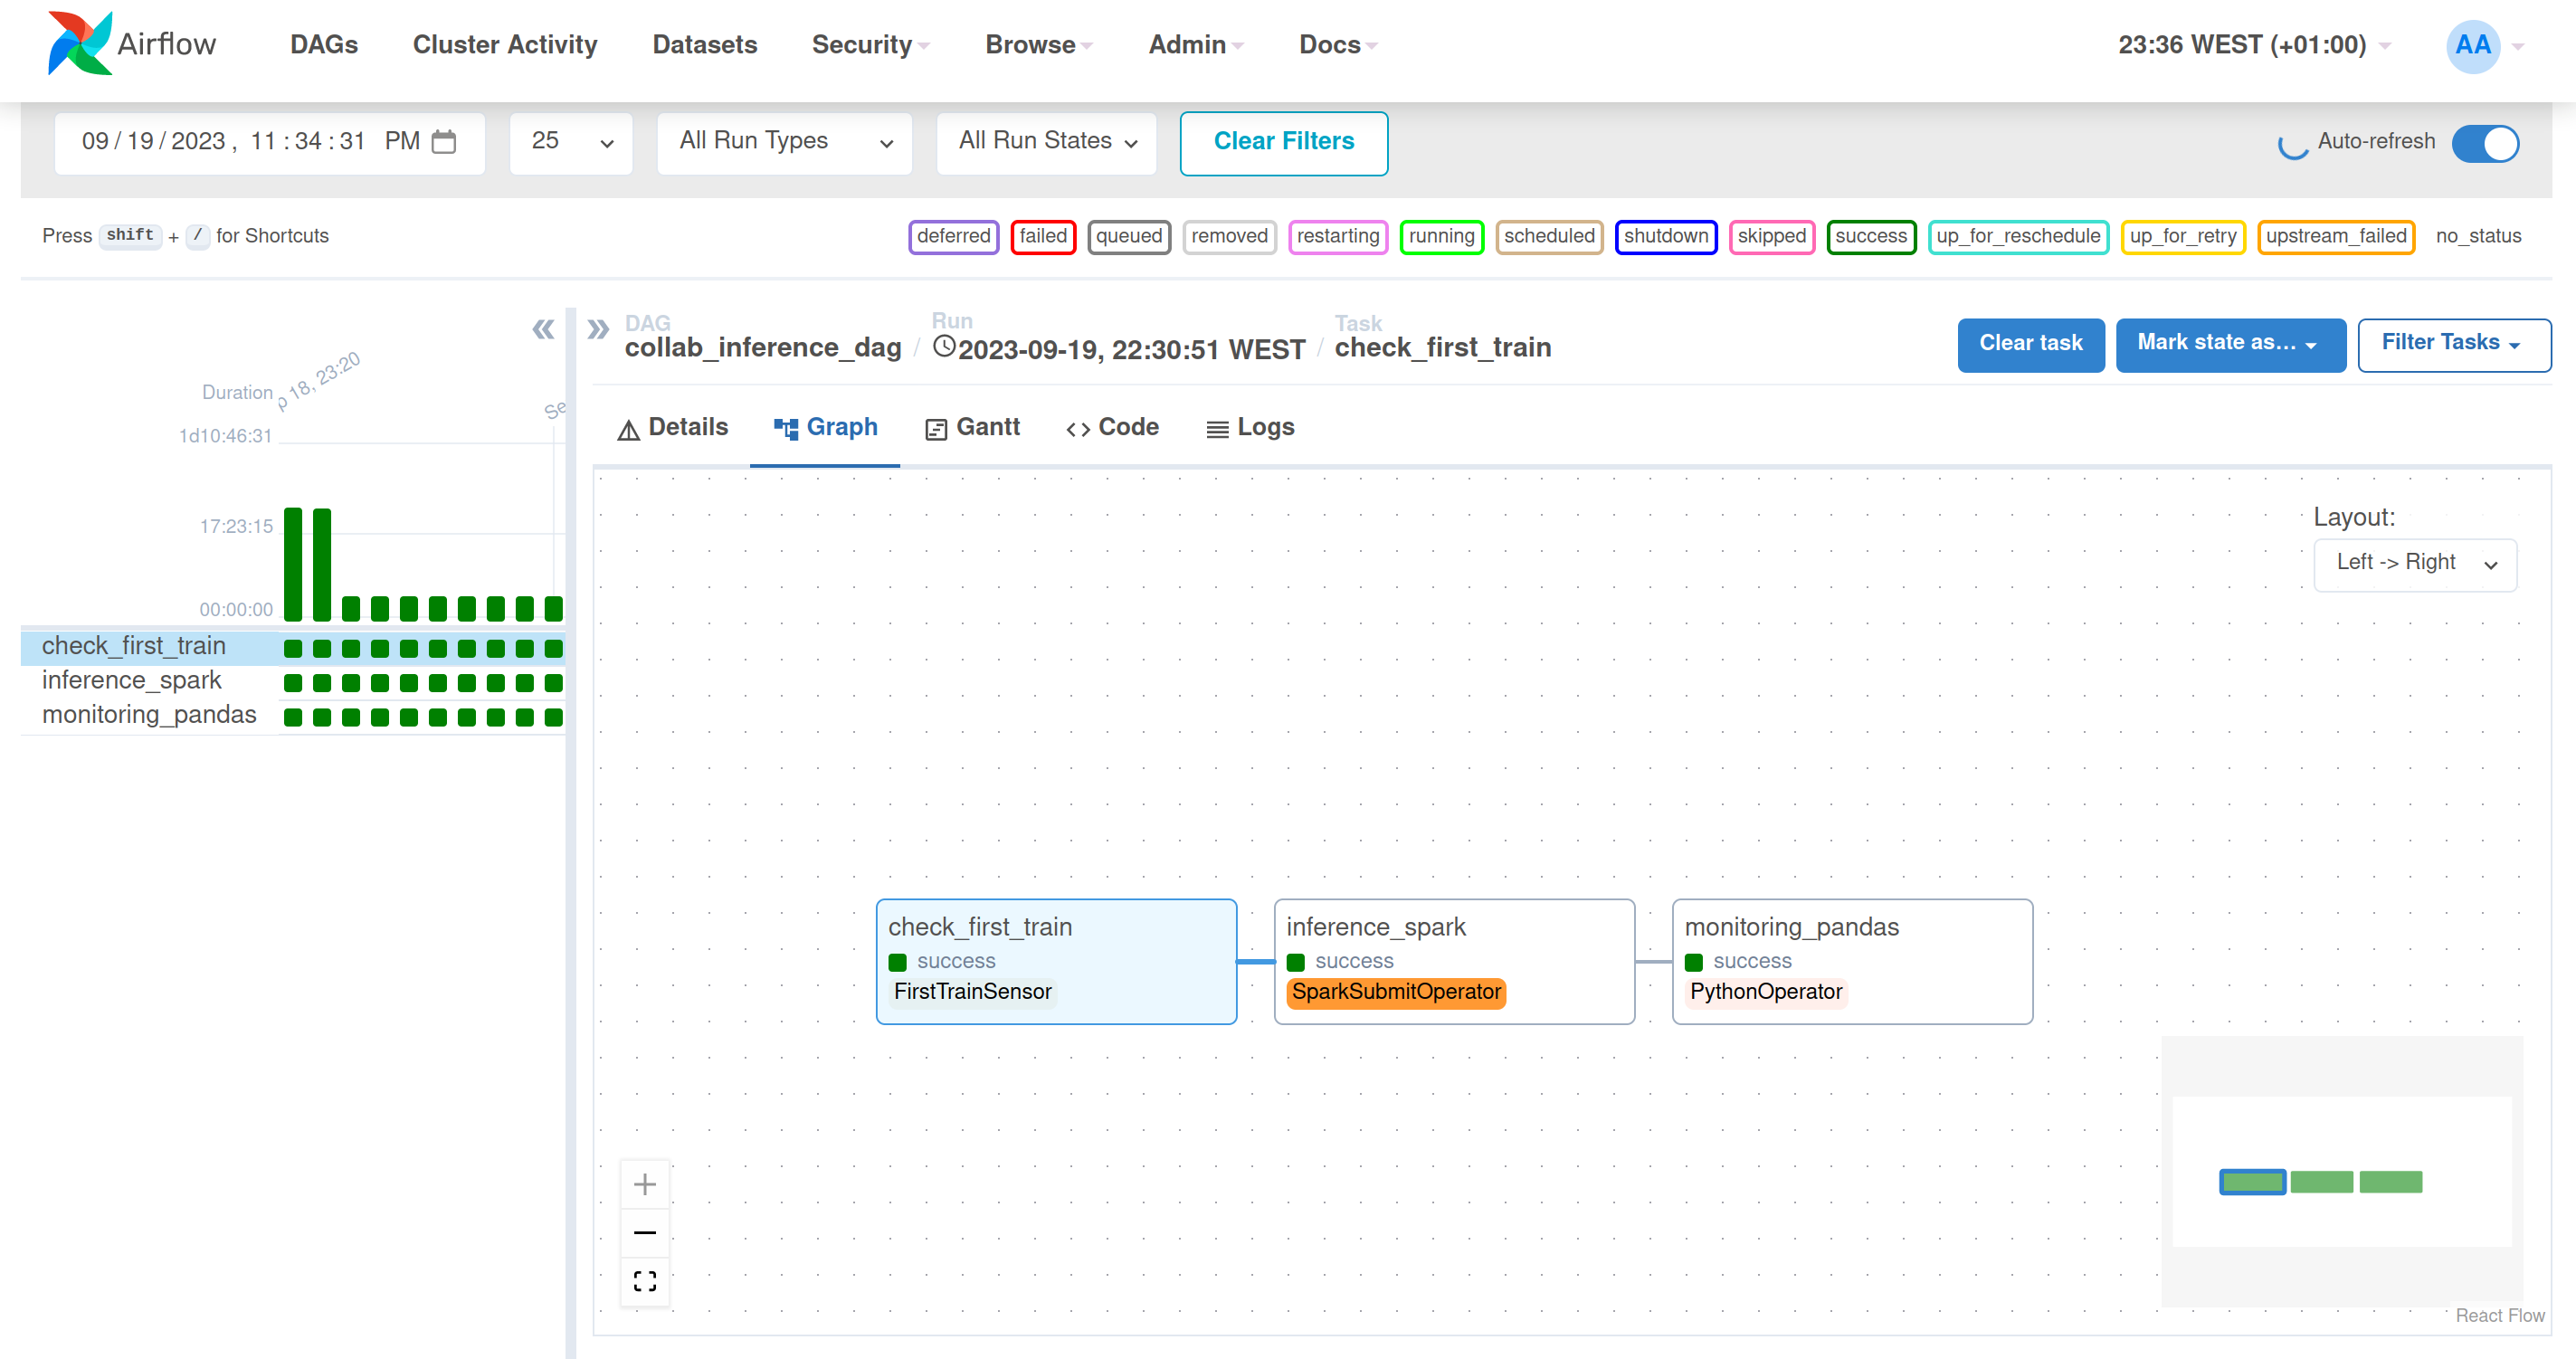 Airflow DAGs Cluster Activity Datasets Security Browse Admin Docs 23:36 WEST (+01:00) AA
09/19/2023, 11:34:31 PM 25 All Run Types All Run States Clear Filters Auto-refresh
Press shift + / for Shortcuts deferred failed queued removed restarting running scheduled shutdown skipped success up_for_reschedule up_for_retry upstream_failed no_status
DAG Run Task
collab_inference_dag / 2023-09-19, 22:30:51 WEST / check_first_train Clear task Mark state as... Filter Tasks
18, 23:20
Duration
Se
1d10:46:31
17:23:15
00:00:00
check_first_train
inference_spark
monitoring_pandas
Details Graph Gantt Code Logs
Layout:
Left -> Right
check_first_train
success
FirstTrainSensor
inference_spark
success
SparkSubmitOperator
monitoring_pandas
success
PythonOperator
React Flow